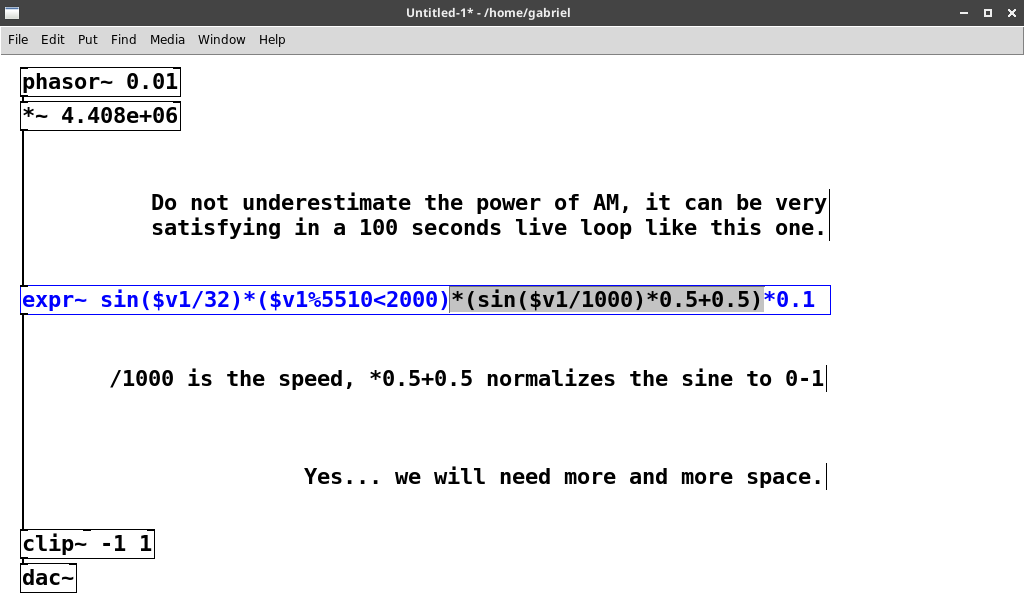 Untitled-1* - /home/gabriel
File Edit Put Find Media Window Help
phasor~ 0.01
*~ 4.408e+06
Do not underestimate the power of AM, it can be very
satisfying in a 100 seconds live loop like this one.
expr~ sin($v1/32)*($v1%5510<2000)*(sin($v1/1000)*0.5+0.5)*0.1
/1000 is the speed, *0.5+0.5 normalizes the sine to 0-1
Yes... we will need more and more space.
clip~ -1 1
dac~